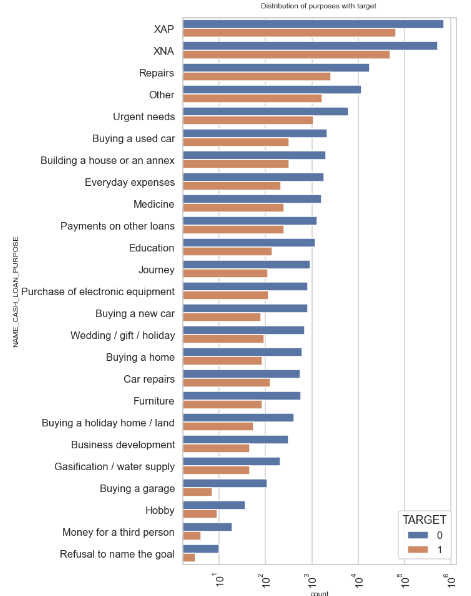 Distribution of purposes with target
XAP
XNA
Repairs
Other
Urgent needs
Buying a used car
Building a house or an annex
Everyday expenses
Medicine
Payments on other loans
Education
Journey
Purchase of electronic equipment
Buying a new car
Wedding / gift / holiday
Buying a home
Car repairs
Furniture
Buying a holiday home / land
Business development
Gasification / water supply
Buying a garage
Hobby
Money for a third person
Refusal to name the goal
NAME_CASH_LOAN_PURPOSE
TARGET
0
1
10^1 10^2 10^3 10^4 10^5 10^6
count